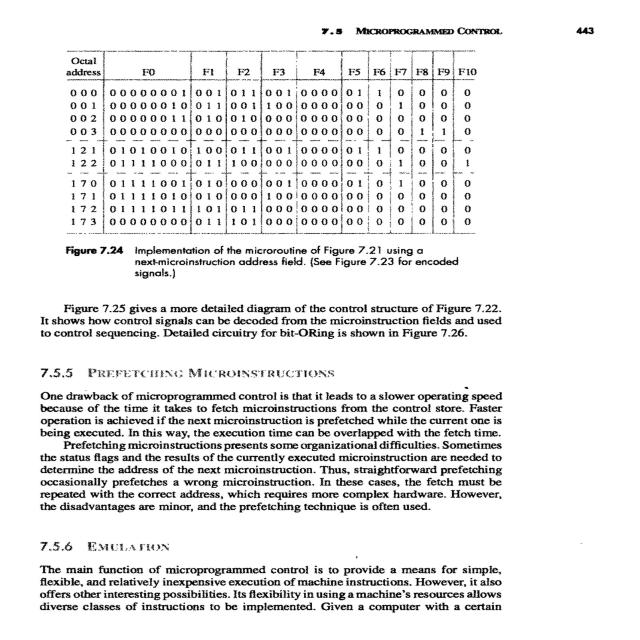 7.5 MICROPROGRAMMED CONTROL 443
Octal
address F0 F1 F2 F3 F4 F5 F6 F7 F8 F9 F10
0 0 0 0 0 0 0 0 0 0 1 0 0 1 0 1 1 0 0 1 0 0 0 0 0 1 1 0 0 0 0
0 0 1 0 0 0 0 0 0 1 0 0 1 1 0 0 1 1 0 0 0 0 0 0 0 0 0 1 0 0 0
0 0 2 0 0 0 0 0 0 1 1 0 1 0 0 1 0 0 0 0 0 0 0 0 0 0 0 0 0 0 0
0 0 3 0 0 0 0 0 0 0 0 0 0 0 0 0 0 0 0 0 0 0 0 0 0 0 0 0 1 1 0
1 2 1 0 1 0 1 0 0 1 0 1 0 0 0 1 1 0 0 1 0 0 0 0 0 1 1 0 0 0 0
1 2 2 0 1 1 1 1 0 0 0 0 1 1 1 0 0 0 0 0 0 0 0 0 0 0 0 1 0 0 1
1 7 0 0 1 1 1 1 0 0 1 0 1 0 0 0 0 0 0 1 0 0 0 0 0 1 0 1 0 0 0
1 7 1 0 1 1 1 1 0 1 0 0 1 0 0 0 0 1 0 0 0 0 0 0 0 0 0 0 0 0 0
1 7 2 0 1 1 1 1 0 1 1 1 0 1 0 1 1 0 0 0 0 0 0 0 0 0 0 0 0 0 0
1 7 3 0 0 0 0 0 0 0 0 0 1 1 1 0 1 0 0 0 0 0 0 0 0 0 0 0 0 0 0
Figure 7.24 Implementation of the microroutine of Figure 7.21 using a
next-microinstruction address field. (See Figure 7.23 for encoded
signals.)
Figure 7.25 gives a more detailed diagram of the control structure of Figure 7.22.
It shows how control signals can be decoded from the microinstruction fields and used
to control sequencing. Detailed circuitry for bit-ORing is shown in Figure 7.26.
7.5.5 PREFETCHING MICROINSTRUCTIONS
One drawback of microprogrammed control is that it leads to a slower operating speed
because of the time it takes to fetch microinstructions from the control store. Faster
operation is achieved if the next microinstruction is prefetched while the current one is
being executed. In this way, the execution time can be overlapped with the fetch time.
Prefetching microinstructions presents some organizational difficulties. Sometimes
the status flags and the results of the currently executed microinstruction are needed to
determine the address of the next microinstruction. Thus, straightforward prefetching
occasionally prefetches a wrong microinstruction. In these cases, the fetch must be
repeated with the correct address, which requires more complex hardware. However,
the disadvantages are minor, and the prefetching technique is often used.
7.5.6 EMULATION
The main function of microprogrammed control is to provide a means for simple,
flexible, and relatively inexpensive execution of machine instructions. However, it also
offers other interesting possibilities. Its flexibility in using a machine's resources allows
diverse classes of instructions to be implemented. Given a computer with a certain